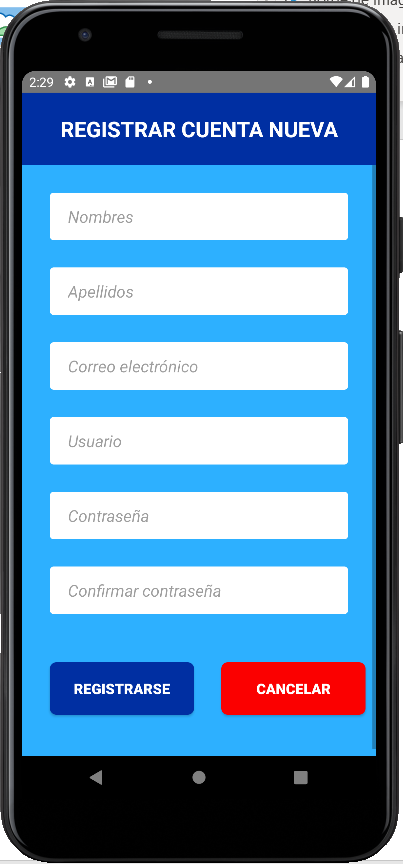 2:29
REGISTRAR CUENTA NUEVA
Nombres
Apellidos
Correo electrónico
Usuario
Contraseña
Confirmar contraseña
REGISTRARSE CANCELAR